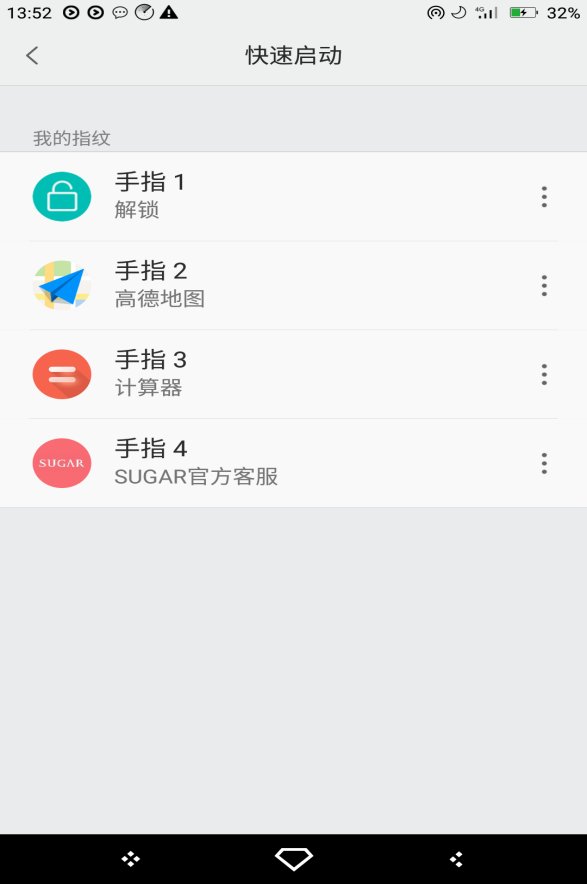 13:52
4G
32%
快速启动
我的指纹
手指 1
解锁
手指 2
高德地图
手指 3
计算器
手指 4
SUGAR
SUGAR官方客服